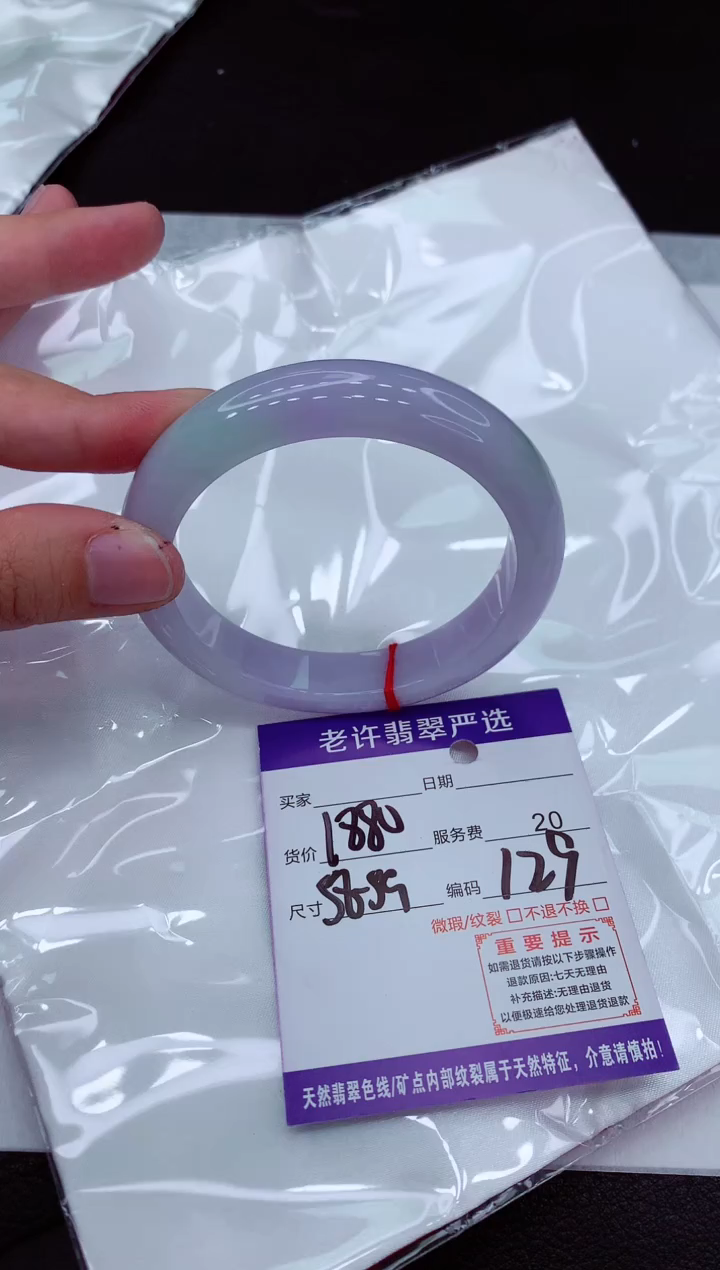 老许翡翠严选
买家 日期
货价 1880 服务费 20
尺寸 58-59 编码 129
微瑕/纹裂 □ 不退不换 □
重要提示
如需退货请按以下步骤操作
退款原因:七天无理由
补充描述:无理由退货
以便极速给您处理退货退款
天然翡翠色线/矿点内部纹裂属于天然特征，介意请慎拍！